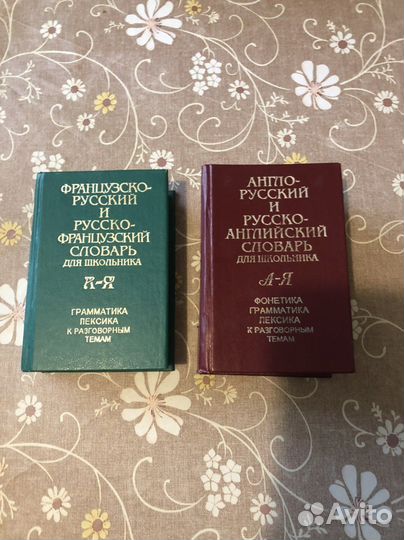 ФРАНЦУЗСКО-
РУССКИЙ И
РУССКО-
ФРАНЦУЗСКИЙ
СЛОВАРЬ
ДЛЯ ШКОЛЬНИКА
А-Я
ГРАММАТИКА
ЛЕКСИКА
К РАЗГОВОРНЫМ
ТЕМАМ
АНГЛО-
РУССКИЙ И
РУССКО-
АНГЛИЙСКИЙ
СЛОВАРЬ
ДЛЯ ШКОЛЬНИКА
А-Я
ФОНЕТИКА
ГРАММАТИКА
ЛЕКСИКА
К РАЗГОВОРНЫМ
ТЕМАМ
Avito